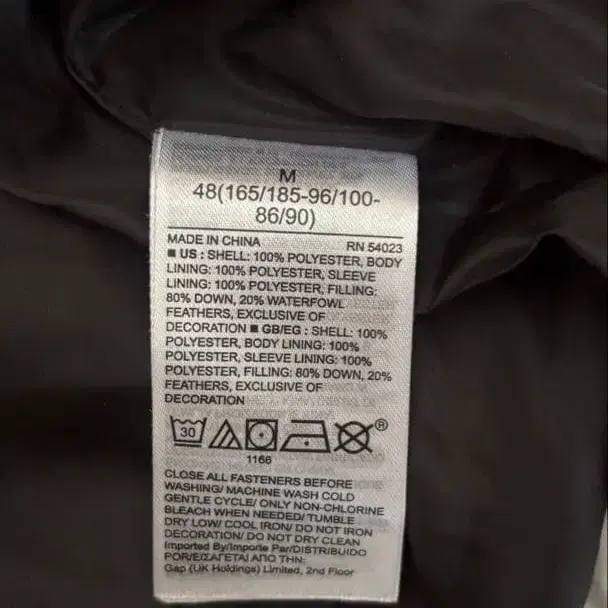 M
48(165/185-96/100-
86/90)
MADE IN CHINA RN 54023
■ US : SHELL: 100% POLYESTER, BODY
LINING: 100% POLYESTER, SLEEVE
LINING: 100% POLYESTER, FILLING:
80% DOWN, 20% WATERFOWL
FEATHERS, EXCLUSIVE OF
DECORATION ■ GB/EG : SHELL: 100%
POLYESTER, BODY LINING: 100%
POLYESTER, SLEEVE LINING: 100%
POLYESTER, FILLING: 80% DOWN, 20%
FEATHERS, EXCLUSIVE OF
DECORATION
30 ®
1166
CLOSE ALL FASTENERS BEFORE
WASHING/ MACHINE WASH COLD
GENTLE CYCLE/ ONLY NON-CHLORINE
BLEACH WHEN NEEDED/ TUMBLE
DRY LOW/ COOL IRON/ DO NOT IRON
DECORATION/ DO NOT DRY CLEAN
Imported By/Importe Par/DISTRIBUIDO
POR/ΕΙΣΑΓΕΤΑΙ ΑΠΟ ΤΗΝ:
Gap (UK Holdings) Limited, 2nd Floor